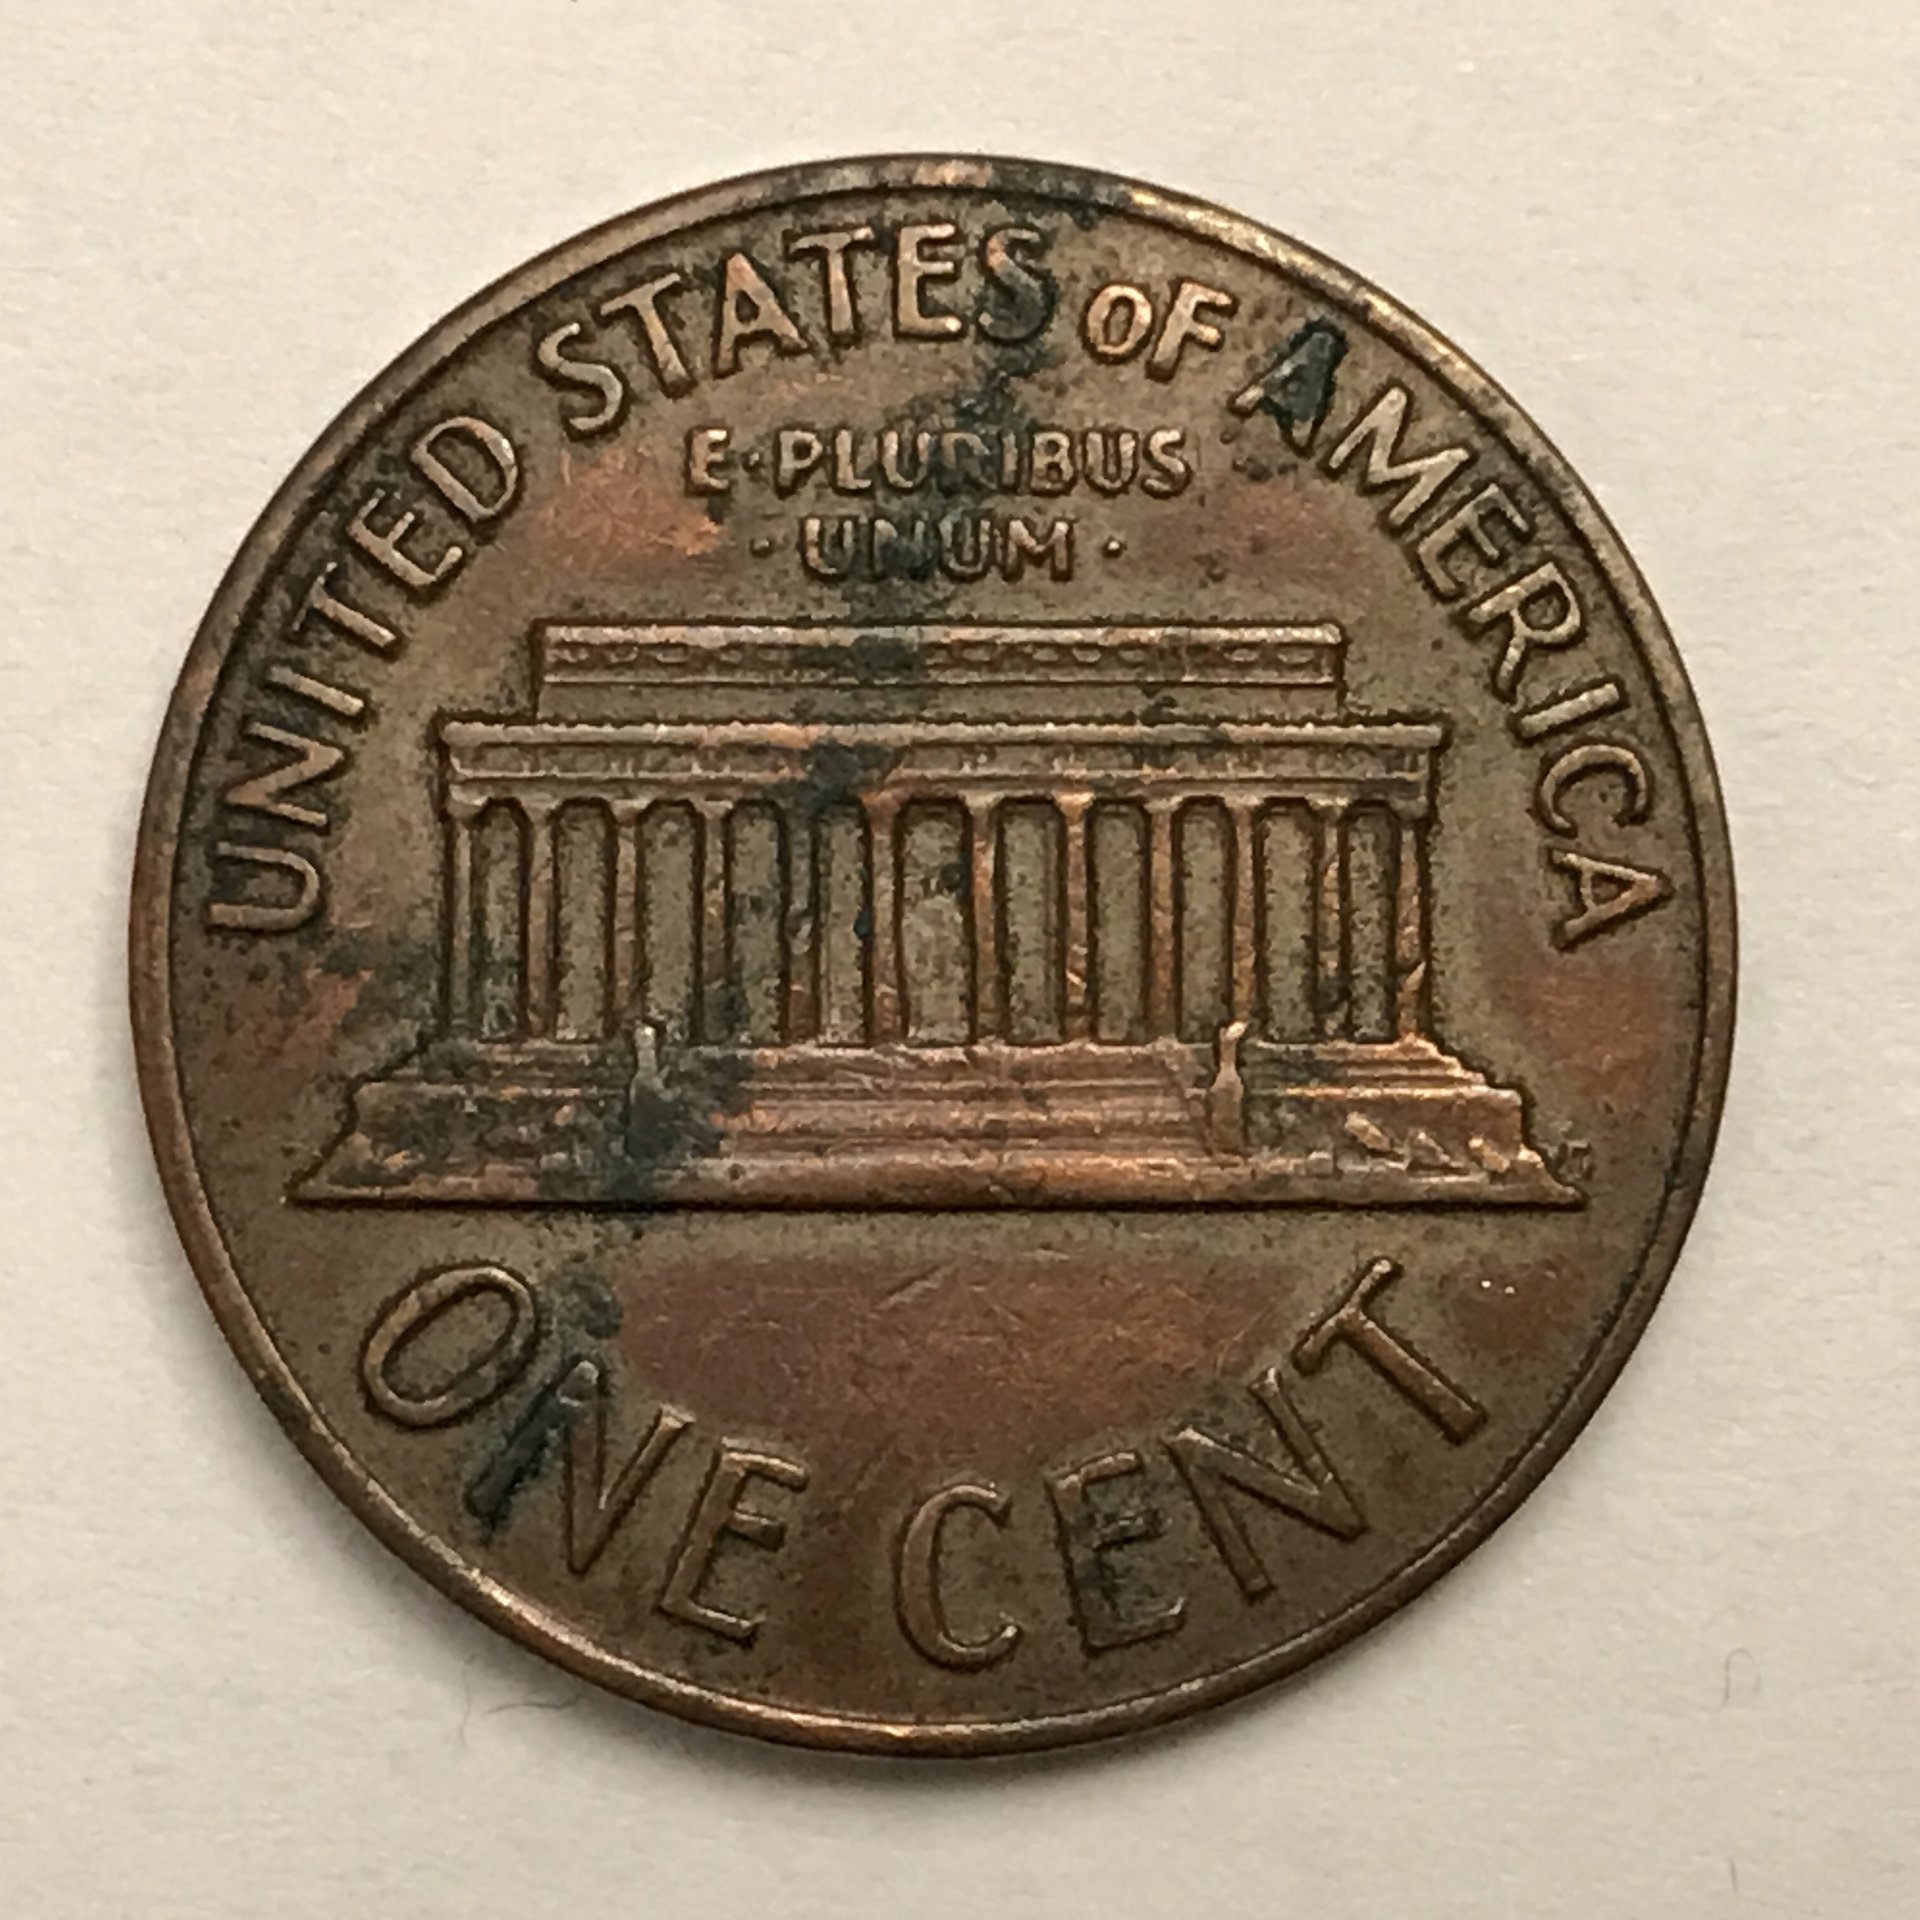 UNITED STATES OF AMERICA
E·PLURIBUS
·UNUM·
ONE CENT